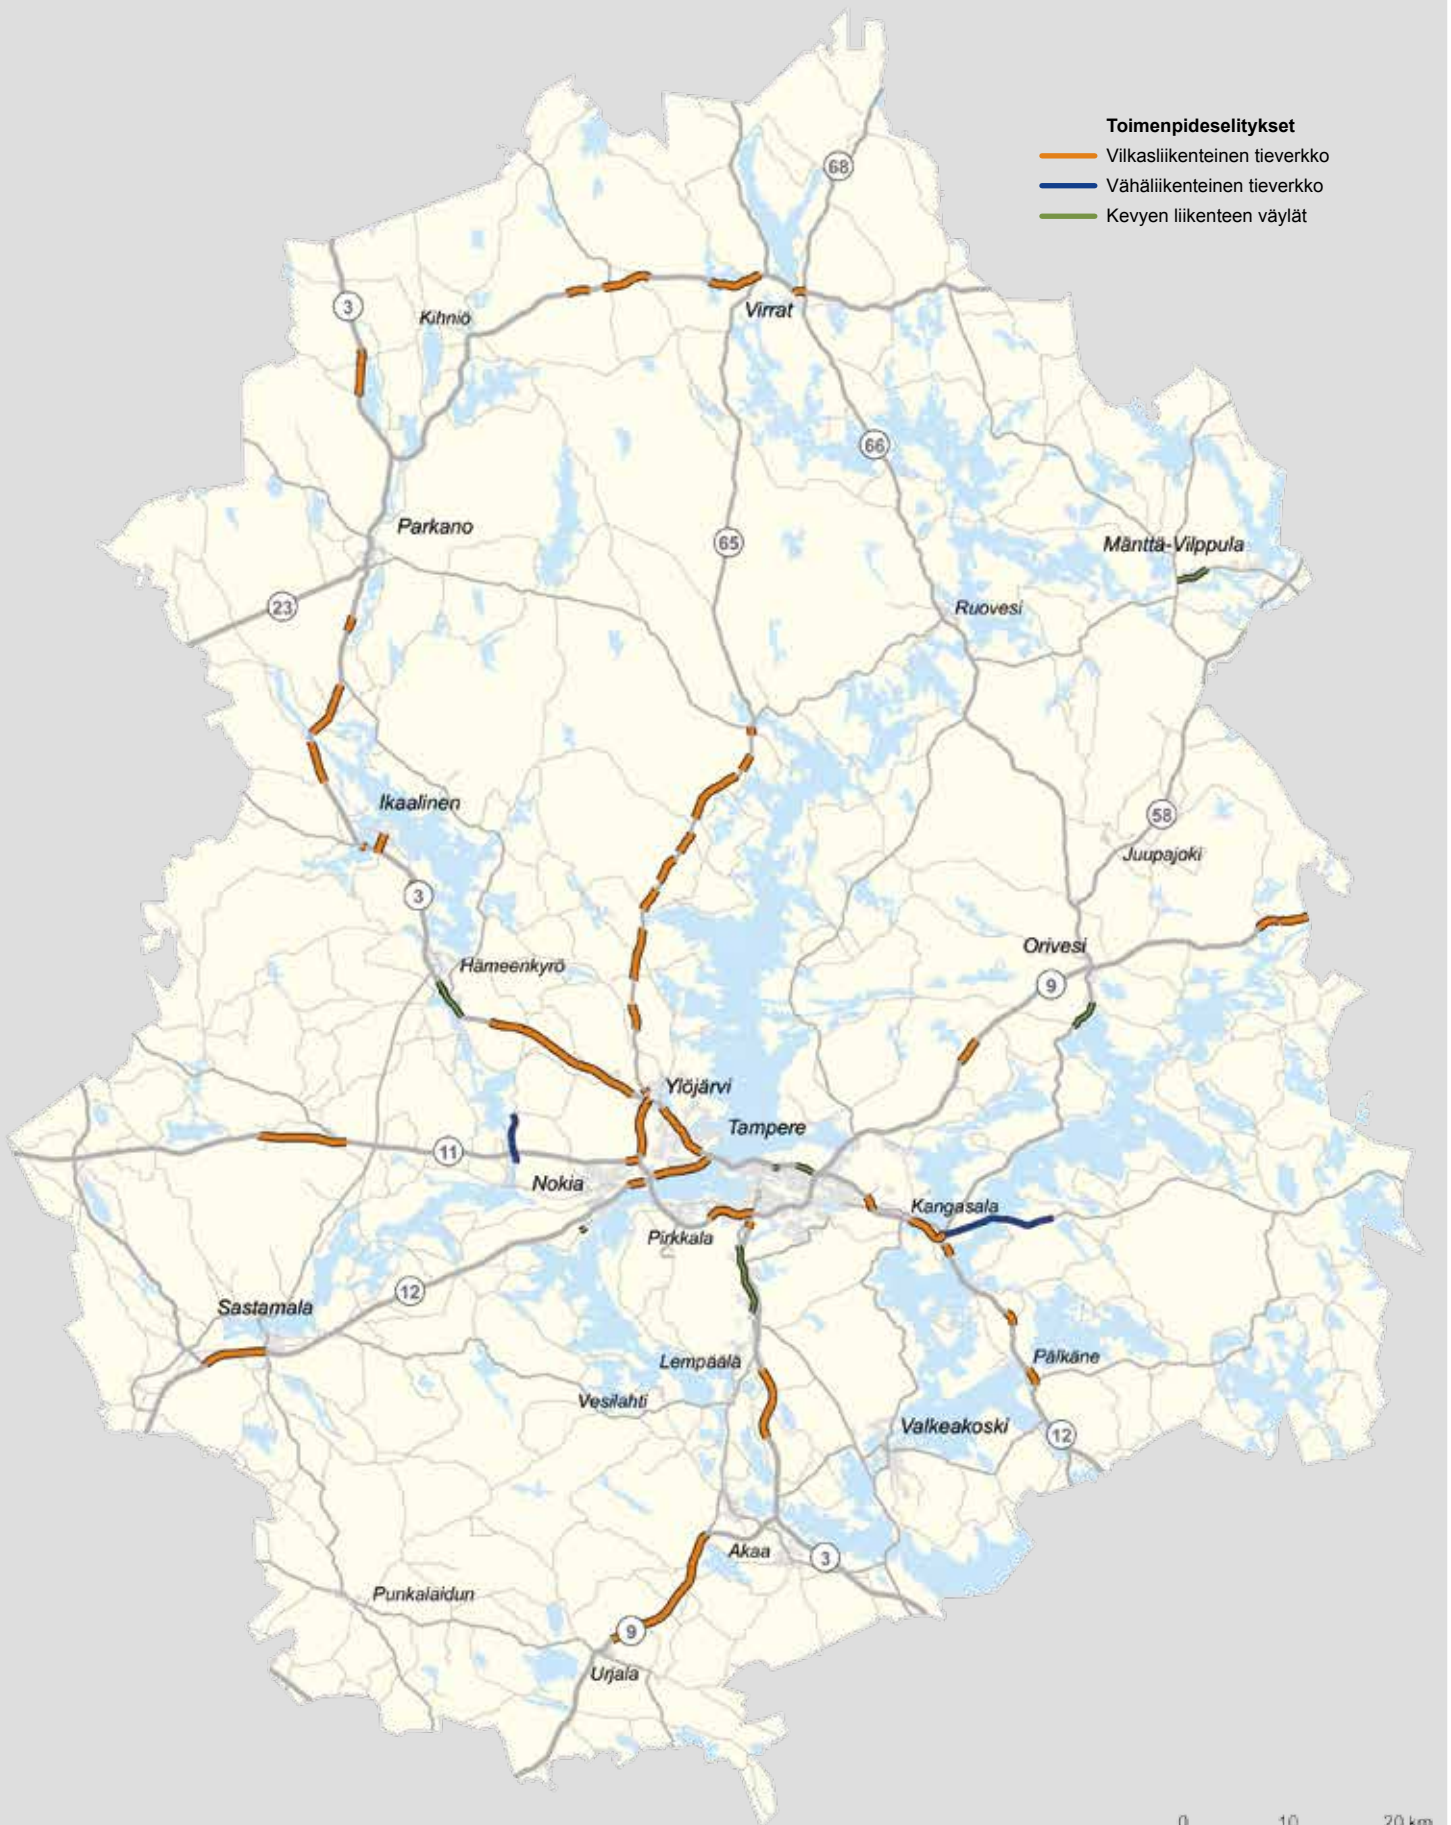 Toimenpideselitykset
Vilkasliikenteinen tieverkko
Vähäliikenteinen tieverkko
Kevyen liikenteen väylät
68
3
Kihniö
Virrat
66
Parkano
65
Mänttä-Vilppula
23
Ruovesi
Ikaalinen
58
Juupajoki
3
Orivesi
Hämeenkyrö
9
Ylöjärvi
Tampere
11
Nokia
Kangasala
Pirkkala
12
Sastamala
Pälkäne
Lempäälä
Vesilahti
Valkeakoski
12
Akaa
3
Punkalaidun
9
Urjala
0 10 20 km